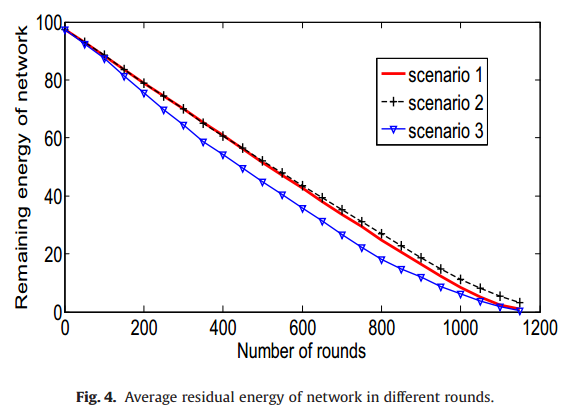 Remaining energy of network
100
80
60
40
20
0
0 200 400 600 800 1000 1200
Number of rounds
scenario 1
scenario 2
scenario 3
Fig. 4. Average residual energy of network in different rounds.